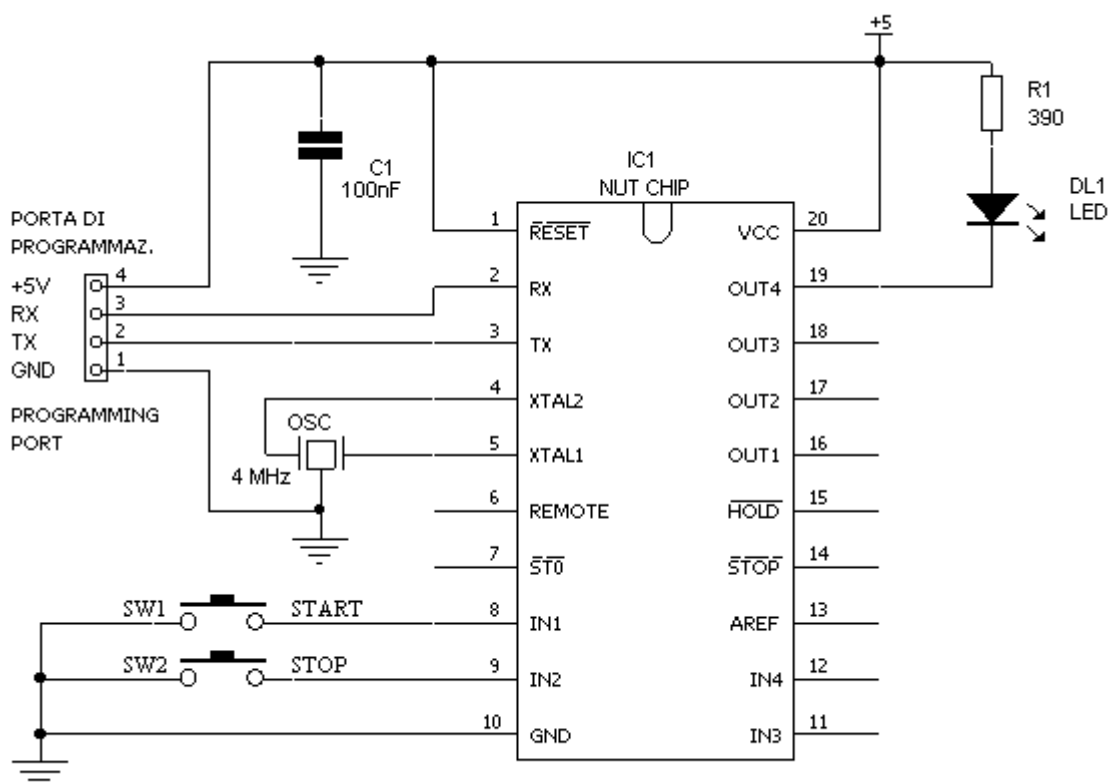 +5
R1
390
C1
100nF
IC1
NUT CHIP
DL1
LED
PORTA DI
PROGRAMMAZ.
+5V 4
RX 3
TX 2
GND 1
PROGRAMMING
PORT
OSC
4 MHz
SW1 START
SW2 STOP
1 RESET
2 RX
3 TX
4 XTAL2
5 XTAL1
6 REMOTE
7 ST0
8 IN1
9 IN2
10 GND
VCC 20
OUT4 19
OUT3 18
OUT2 17
OUT1 16
HOLD 15
STOP 14
AREF 13
IN4 12
IN3 11